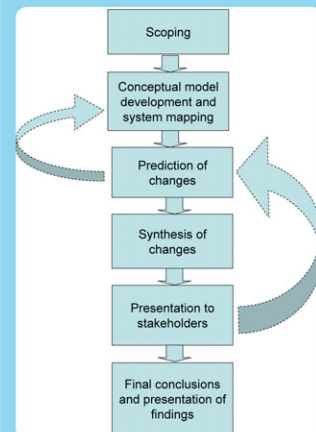 Scoping
Conceptual model
development and
system mapping
Prediction of
changes
Synthesis of
changes
Presentation to
stakeholders
Final conclusions
and presentation of
findings